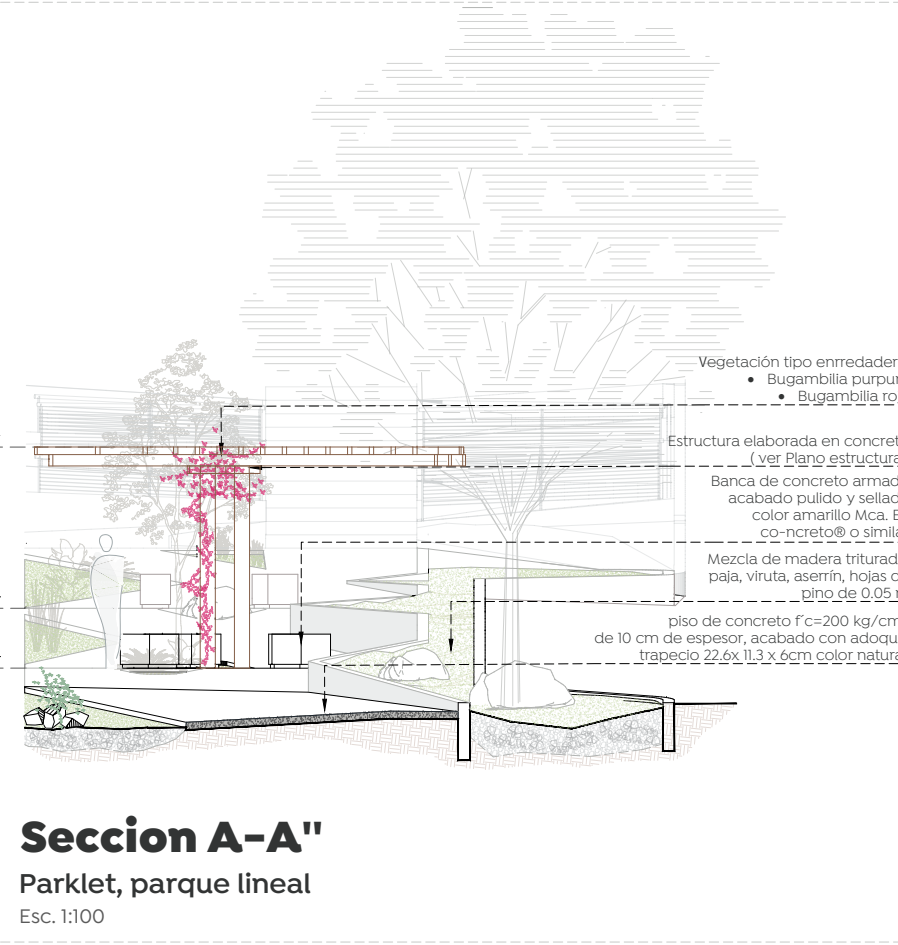 Vegetación tipo enrredader
• Bugambilia purpur
• Bugambilia ro
Estructura elaborada en concret
( ver Plano estructura
Banca de concreto armad
acabado pulido y sellad
color amarillo Mca. E
co-ncreto® o simila
Mezcla de madera triturad
paja, viruta, aserrín, hojas d
pino de 0.05 m
piso de concreto f´c=200 kg/cm
de 10 cm de espesor, acabado con adoqu
trapecio 22.6x 11.3 x 6cm color natura
Seccion A-A"
Parklet, parque lineal
Esc. 1:100